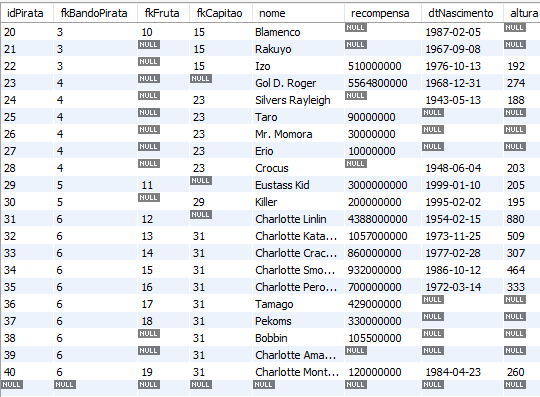 idPirata fkBandoPirata fkFruta fkCapitao nome recompensa dtNascimento altura
20 3 10 15 Blamenco NULL 1987-02-05 NULL
21 3 NULL 15 Rakuyo NULL 1967-09-08 NULL
22 3 NULL 15 Izo 510000000 1976-10-13 192
23 4 NULL NULL Gol D. Roger 5564800000 1968-12-31 274
24 4 NULL 23 Silvers Rayleigh NULL 1943-05-13 188
25 4 NULL 23 Taro 90000000 NULL NULL
26 4 NULL 23 Mr. Momora 30000000 NULL NULL
27 4 NULL 23 Erio 10000000 NULL NULL
28 4 NULL 23 Crocus NULL 1948-06-04 203
29 5 11 NULL Eustass Kid 3000000000 1999-01-10 205
30 5 NULL 29 Killer 200000000 1995-02-02 195
31 6 12 NULL Charlotte Linlin 4388000000 1954-02-15 880
32 6 13 31 Charlotte Kata... 1057000000 1973-11-25 509
33 6 14 31 Charlotte Crac... 860000000 1977-02-28 307
34 6 15 31 Charlotte Smo... 932000000 1986-10-12 464
35 6 16 31 Charlotte Pero... 700000000 1972-03-14 333
36 6 17 31 Tamago 429000000 NULL NULL
37 6 18 31 Pekoms 330000000 NULL NULL
38 6 NULL 31 Bobbin 105500000 NULL NULL
39 6 NULL 31 Charlotte Ama... NULL NULL NULL
40 6 19 31 Charlotte Mont... 120000000 1984-04-23 260
NULL NULL NULL NULL NULL NULL NULL NULL